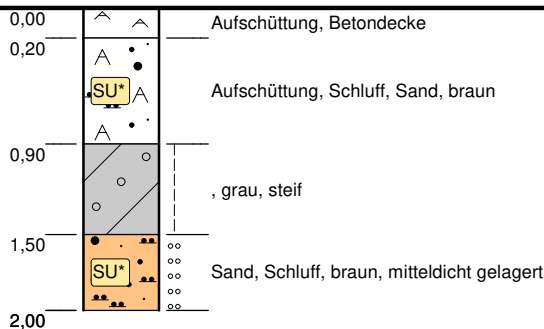 0,00 Aufschüttung, Betondecke
0,20
SU* Aufschüttung, Schluff, Sand, braun
0,90
, grau, steif
1,50
SU* Sand, Schluff, braun, mitteldicht gelagert
2,00